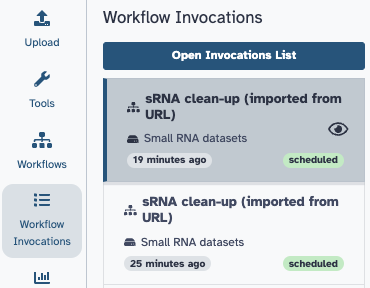 Workflow Invocations
Upload
Open Invocations List
Tools
Workflows
Workflow
Invocations
sRNA clean-up (imported from
URL)
Small RNA datasets
19 minutes ago
scheduled
sRNA clean-up (imported from
URL)
Small RNA datasets
25 minutes ago
scheduled